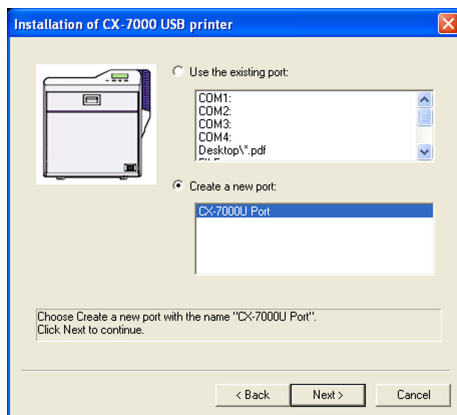 Installation of CX-7000 USB printer
Use the existing port:
COM1:
COM2:
COM3:
COM4:
Desktop\*.pdf
Create a new port:
CX-7000U Port
Choose Create a new port with the name "CX-7000U Port".
Click Next to continue.
< Back
Next >
Cancel